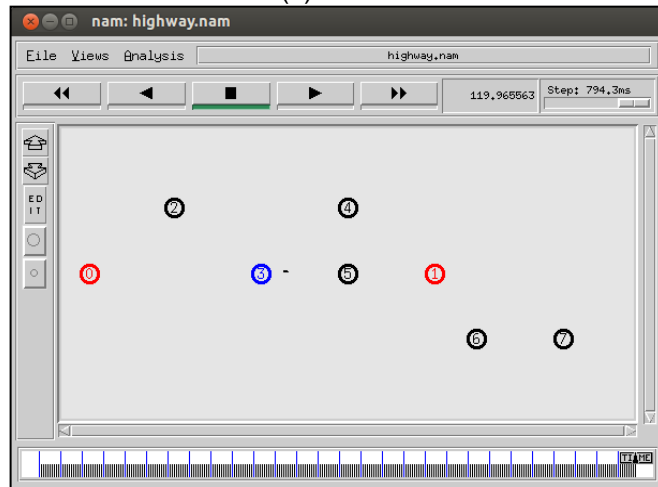 nam: highway.nam
File Views Analysis highway.nam
119.965563 Step: 794.3ms
ED
IT
2 4
0 3 - 5 1
6 7
TIME